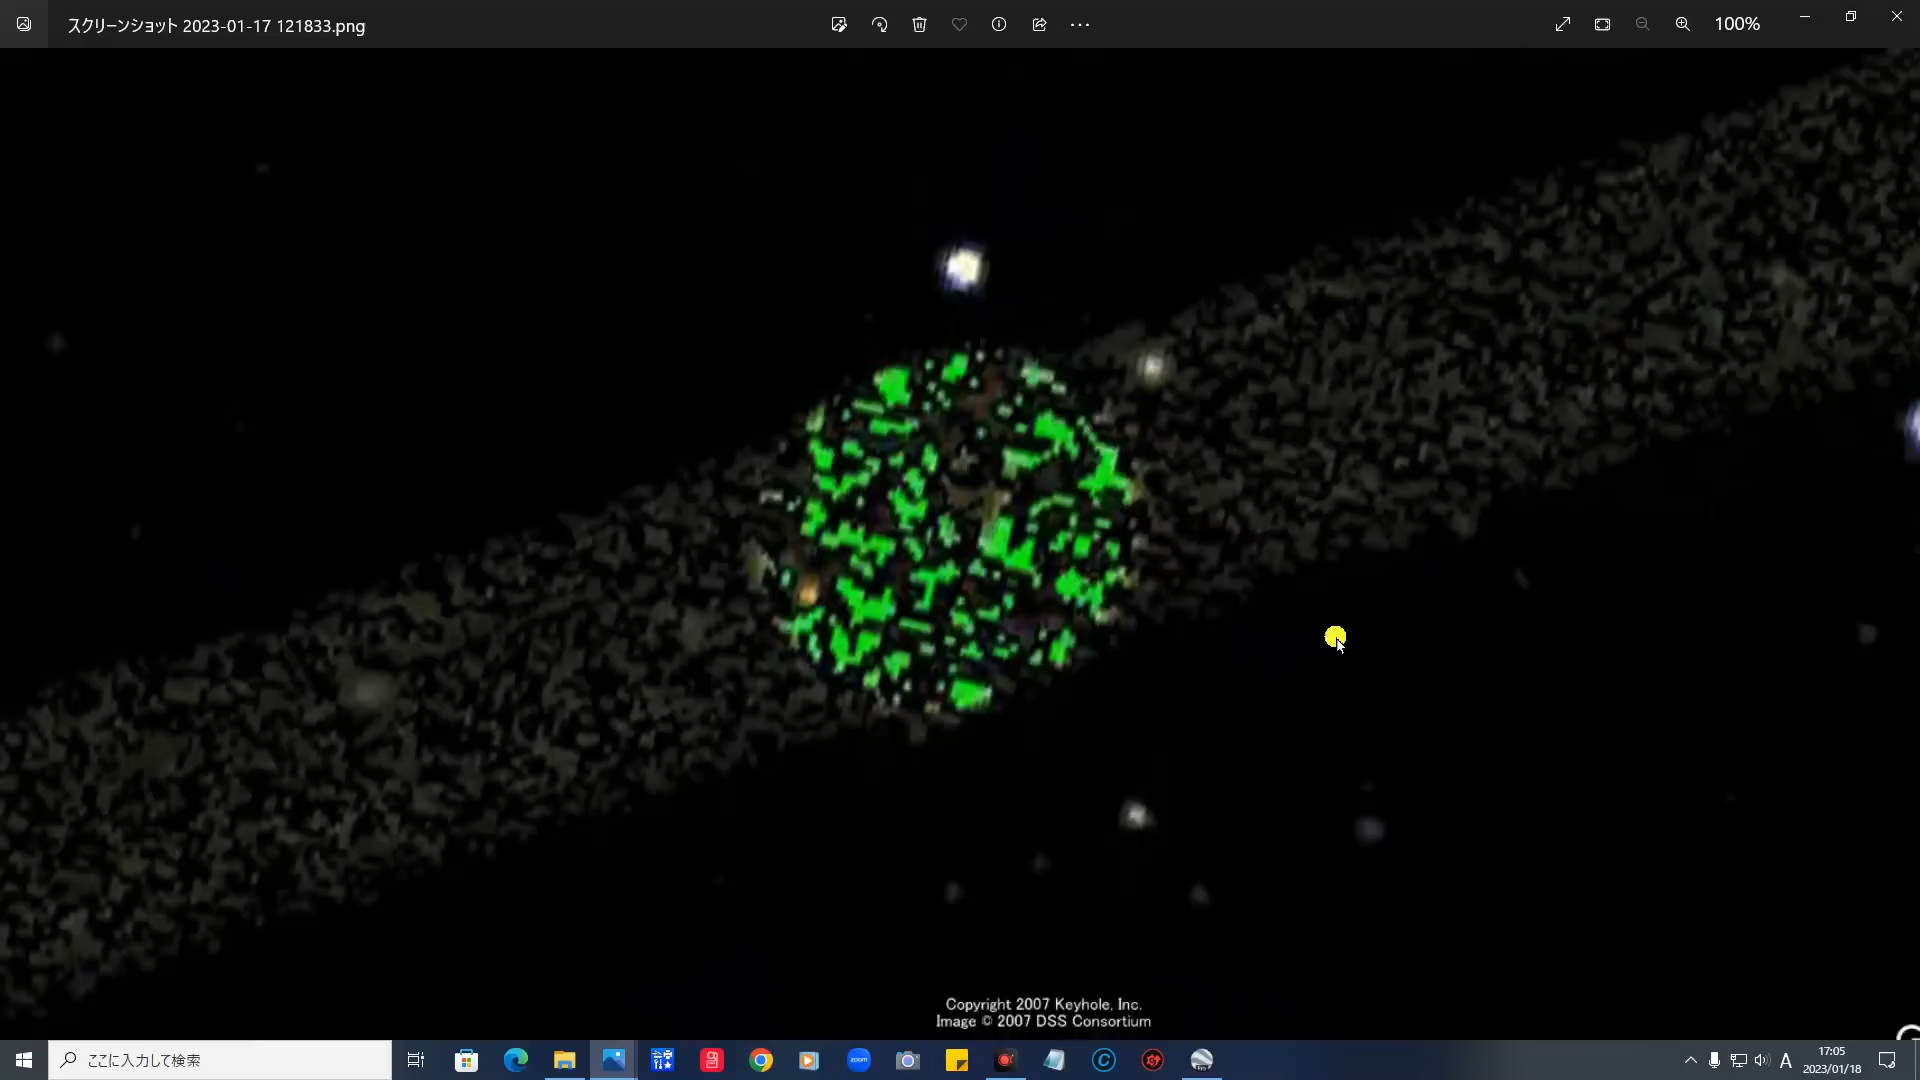 スクリーンショット 2023-01-17 121833.png
100%
Copyright 2007 Keyhole, Inc.
Image © 2007 DSS Consortium
ここに入力して検索
zoom
A
17:05
2023/01/18